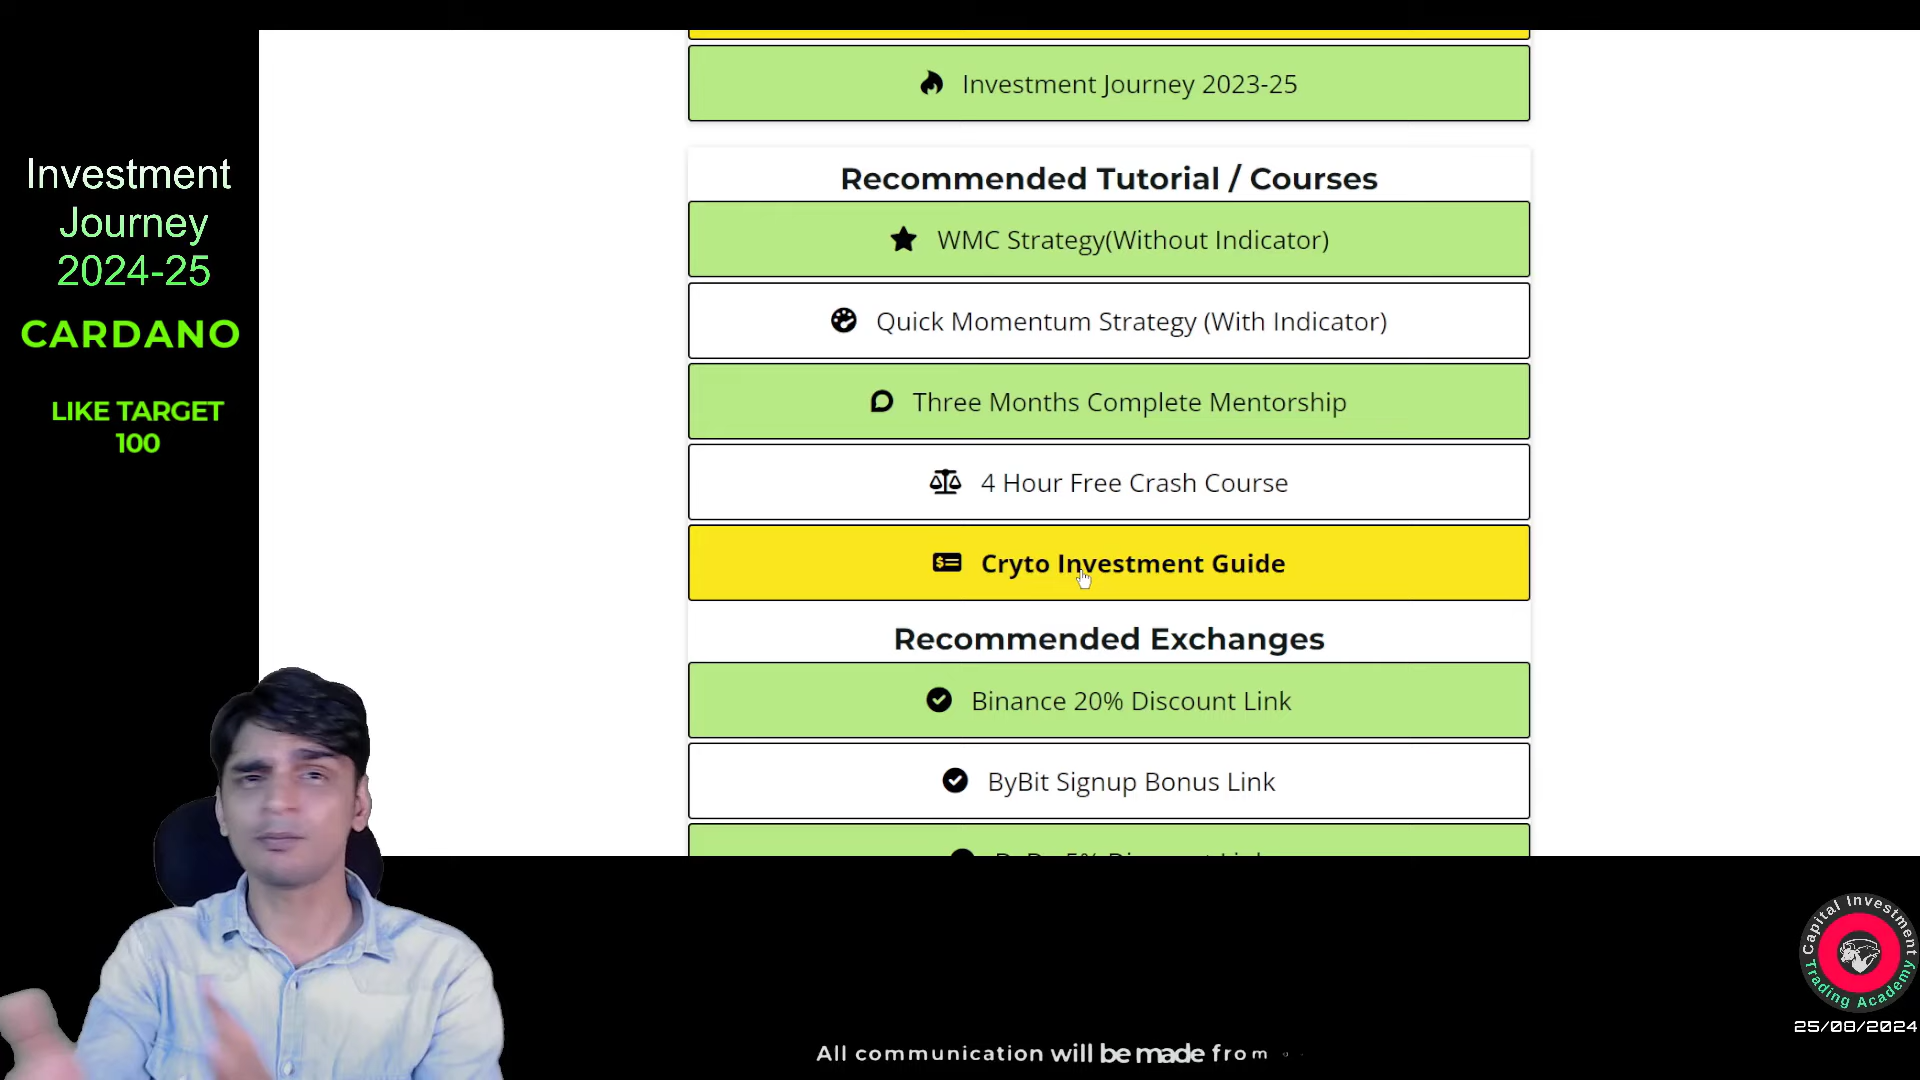 Investment Journey 2023-25
Investment
Journey
2024-25
CARDANO
LIKE TARGET
100
Recommended Tutorial / Courses
WMC Strategy(Without Indicator)
Quick Momentum Strategy (With Indicator)
Three Months Complete Mentorship
4 Hour Free Crash Course
Cryto Investment Guide
Recommended Exchanges
Binance 20% Discount Link
ByBit Signup Bonus Link
Capital Investment
Trading Academy
25/08/2024
All communication will be made from